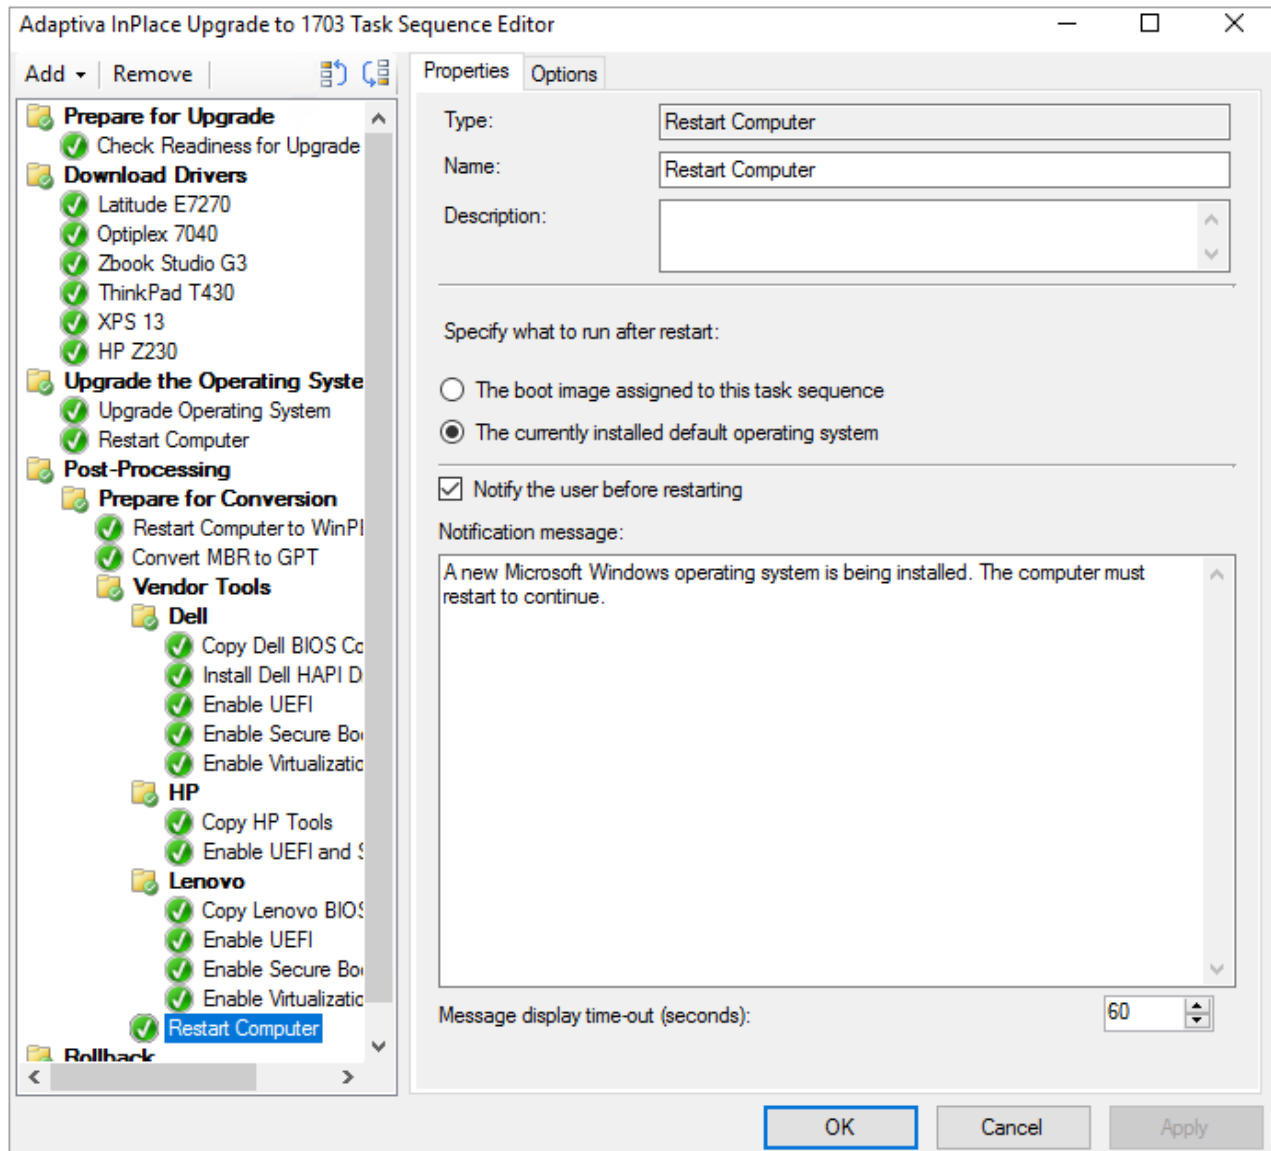 Adaptiva InPlace Upgrade to 1703 Task Sequence Editor
Add Remove
Properties Options
Prepare for Upgrade
Check Readiness for Upgrade
Download Drivers
Latitude E7270
Optiplex 7040
Zbook Studio G3
ThinkPad T430
XPS 13
HP Z230
Upgrade the Operating Syste
Upgrade Operating System
Restart Computer
Post-Processing
Prepare for Conversion
Restart Computer to WinPE
Convert MBR to GPT
Vendor Tools
Dell
Copy Dell BIOS Co
Install Dell HAPI D
Enable UEFI
Enable Secure Boo
Enable Virtualizatio
HP
Copy HP Tools
Enable UEFI and S
Lenovo
Copy Lenovo BIOS
Enable UEFI
Enable Secure Boo
Enable Virtualizatio
Restart Computer
Rollback
Type: Restart Computer
Name: Restart Computer
Description:
Specify what to run after restart:
The boot image assigned to this task sequence
The currently installed default operating system
Notify the user before restarting
Notification message:
A new Microsoft Windows operating system is being installed. The computer must
restart to continue.
Message display time-out (seconds): 60
OK Cancel Apply